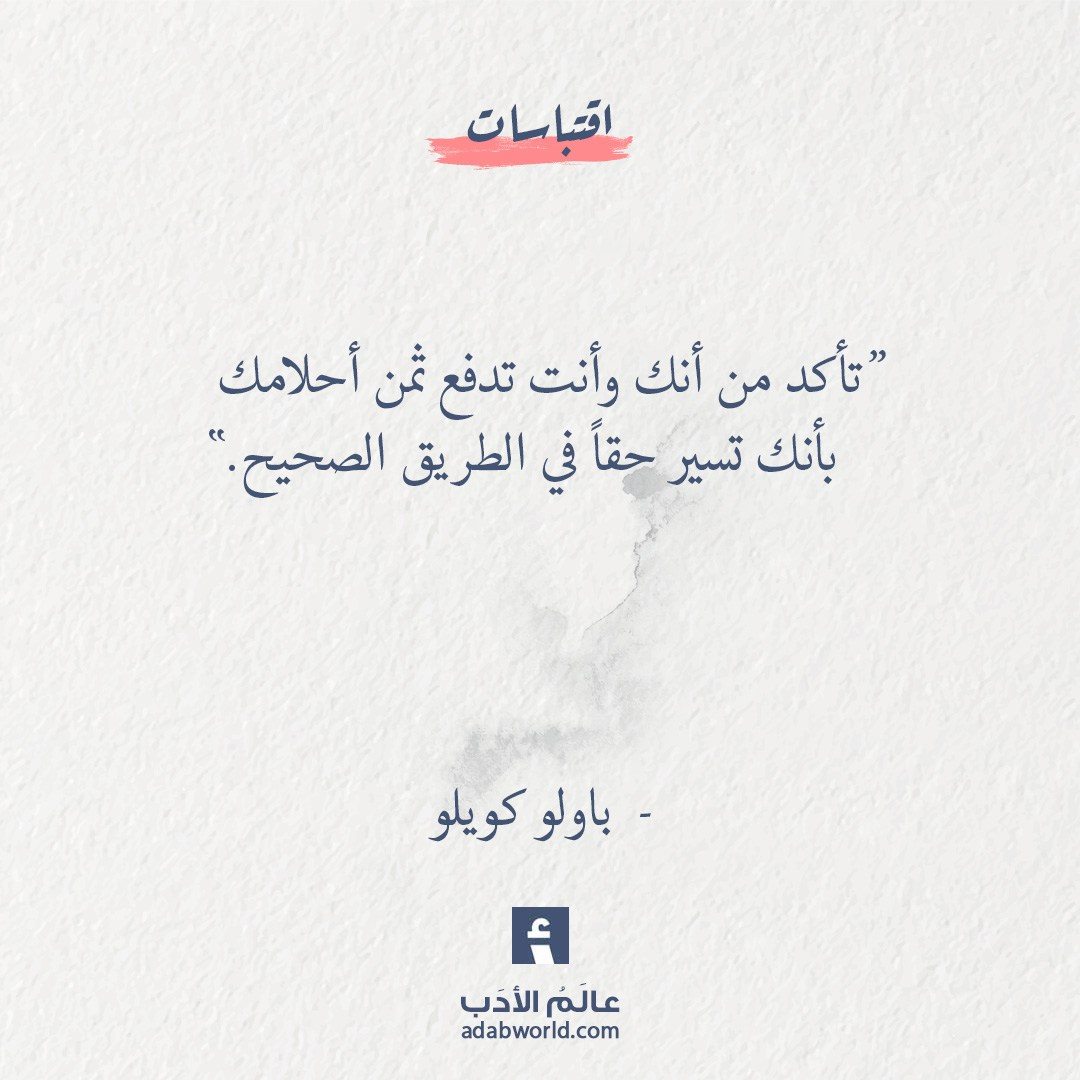 اقتباسات
”تأكد من أنك وأنت تدفع ثمن أحلامك
بأنك تسير حقاً في الطريق الصحيح.“
- باولو كويلو
أ
عالَمُ الأدَب
adabworld.com